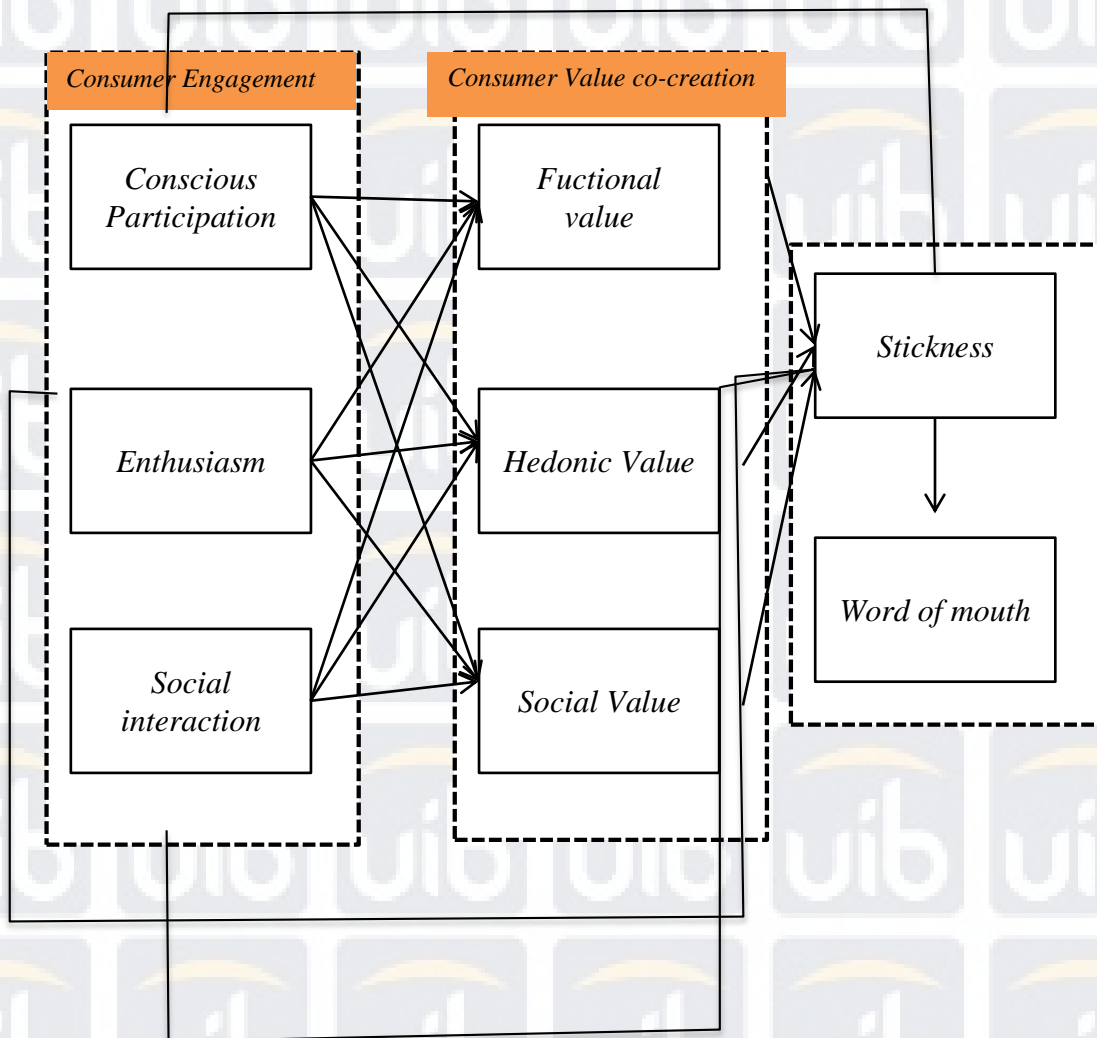 Consumer Engagement
Consumer Value co-creation
Conscious
Participation
Fuctional
value
Stickness
Enthusiasm
Hedonic Value
Word of mouth
Social
interaction
Social Value
uib